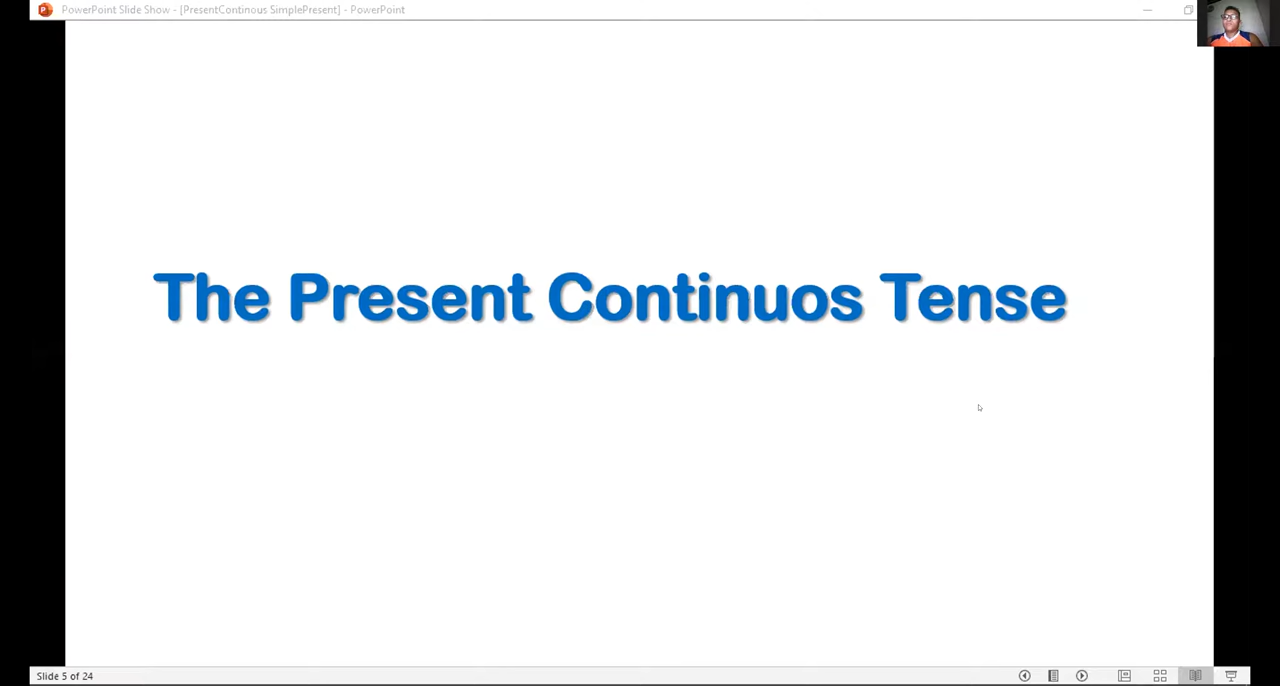 PowerPoint Slide Show - [PresentContinous SimplePresent] - PowerPoint
The Present Continuos Tense
Slide 5 of 24